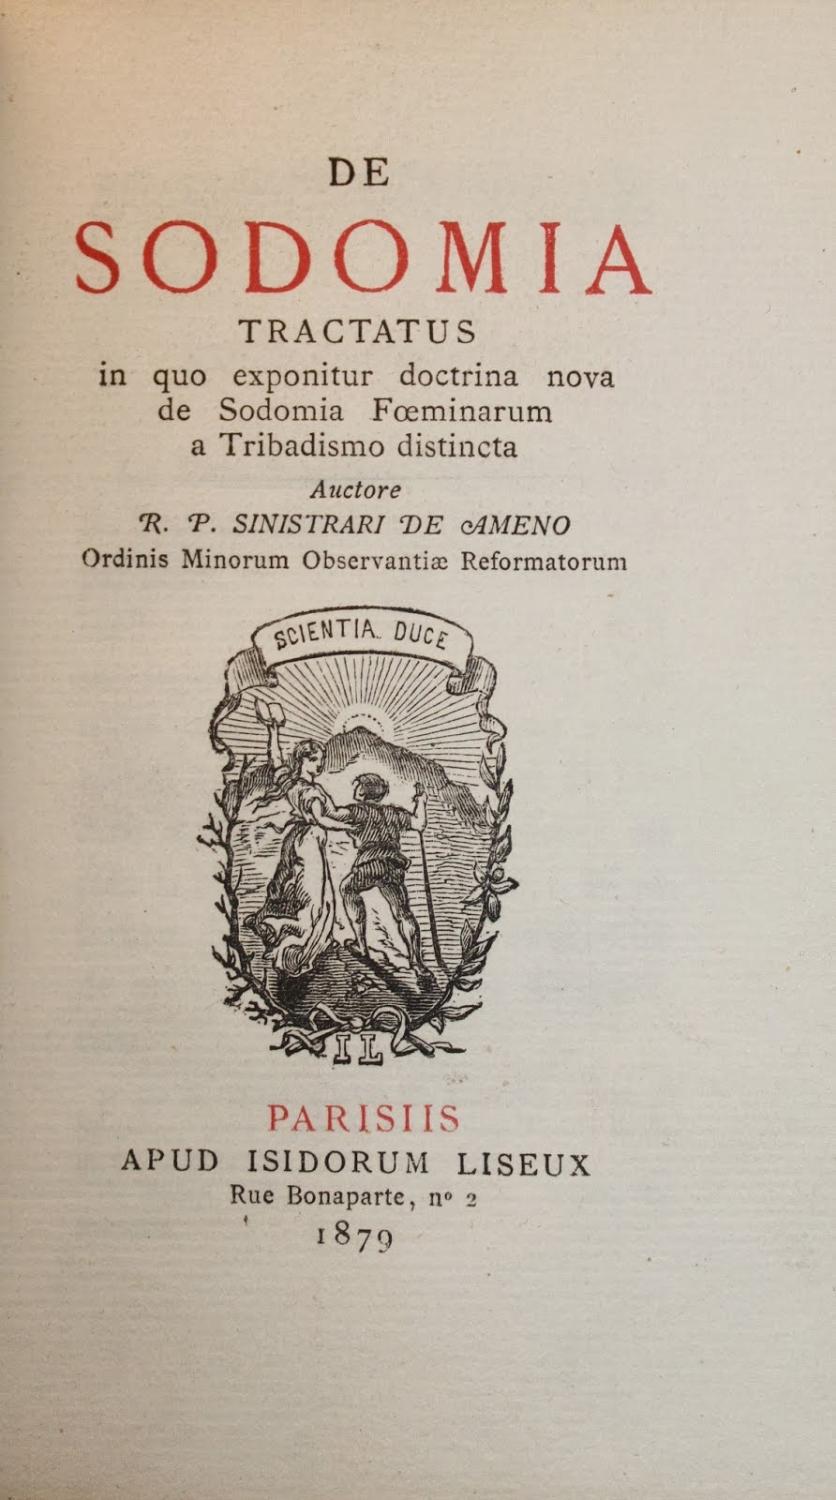 DE
SODOMIA
TRACTATUS
in quo exponitur doctrina nova
de Sodomia Fœminarum
a Tribadismo distincta
Auctore
R. P. SINISTRARI DE AMENO
Ordinis Minorum Observantiæ Reformatorum
SCIENTIA DUCE
IL
PARISIIS
APUD ISIDORUM LISEUX
Rue Bonaparte, nº 2
1879